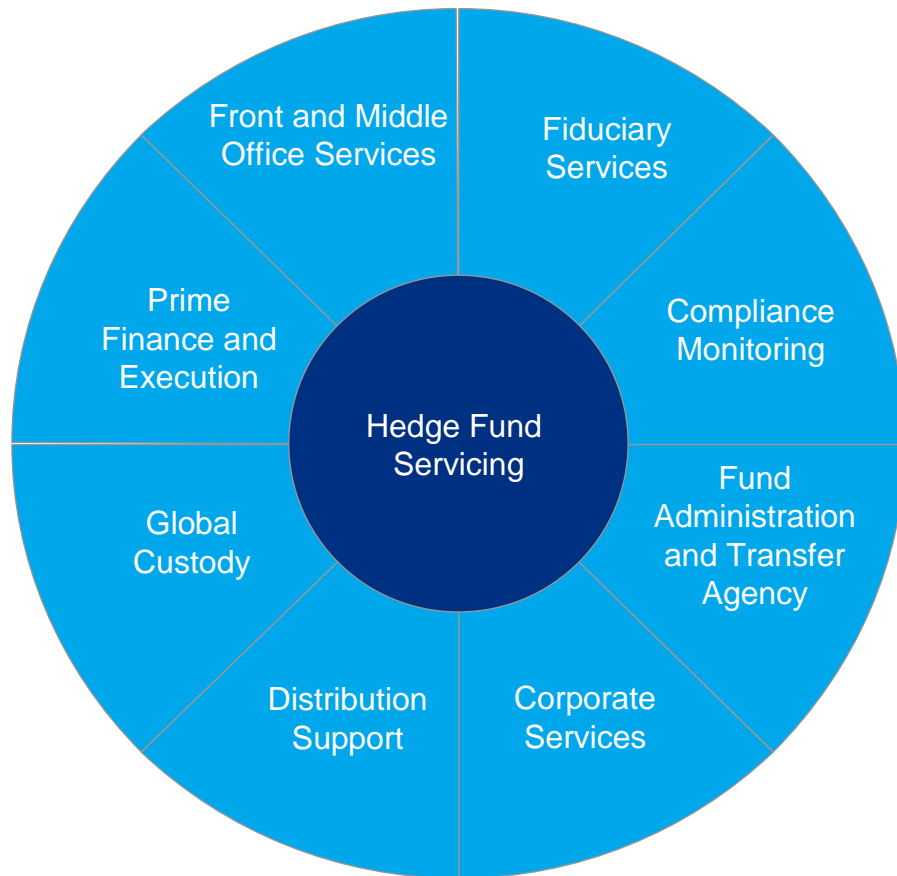 Front and Middle
Office Services
Fiduciary
Services
Prime
Finance and
Execution
Compliance
Monitoring
Hedge Fund
Servicing
Fund
Administration
and Transfer
Agency
Global
Custody
Distribution
Support
Corporate
Services